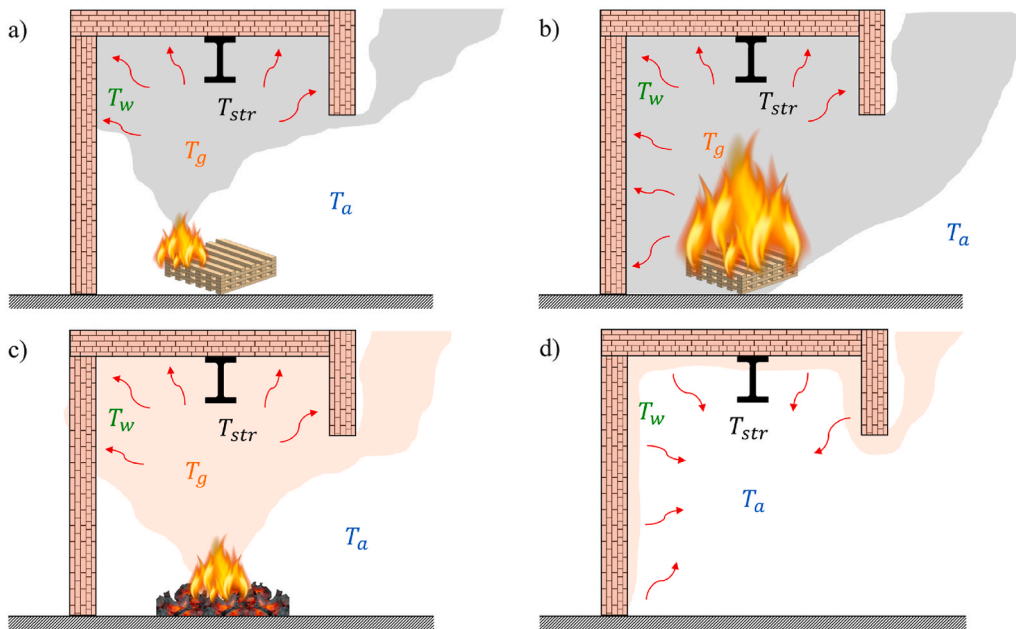 a)
T_w
T_str
T_g
T_a
b)
T_w
T_str
T_g
T_a
c)
T_w
T_str
T_g
T_a
d)
T_w
T_str
T_a